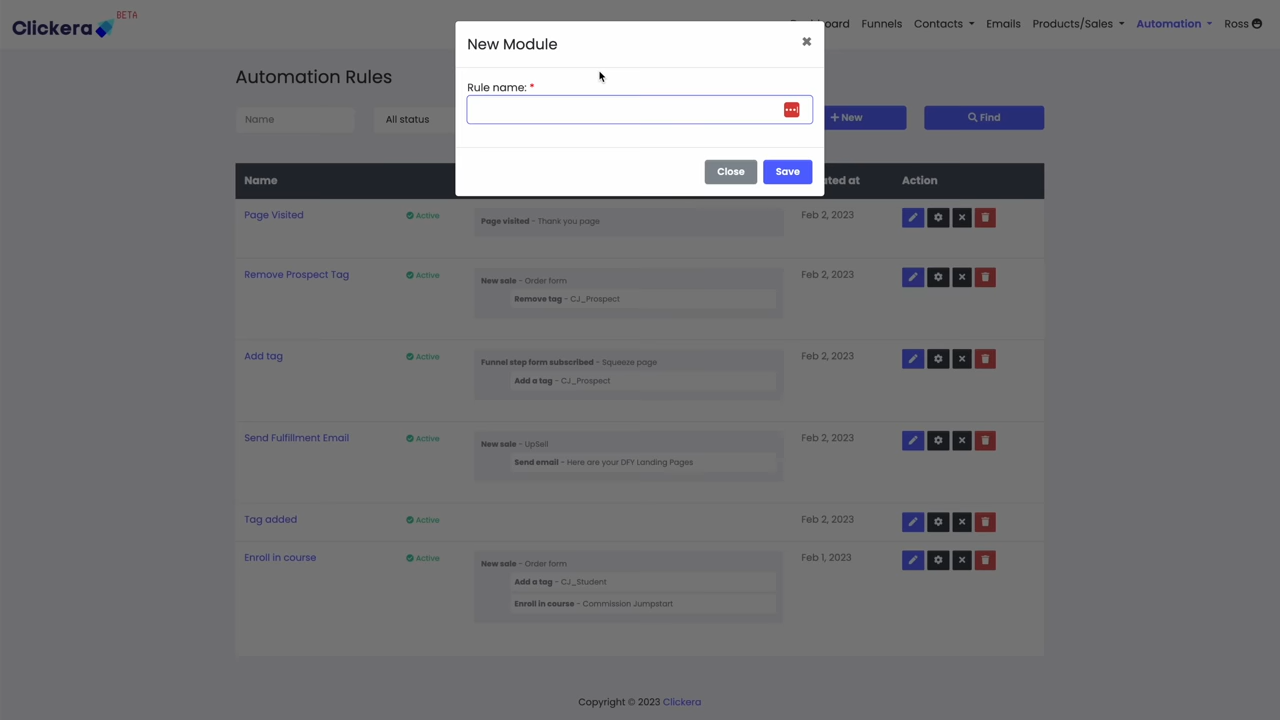 Clickera BETA
Dashboard Funnels Contacts Emails Products/Sales Automation Ross
New Module
Rule name: *
Close Save
Automation Rules
Name All status + New Find
Name Action
Page Visited Active Page visited - Thank you page Feb 2, 2023
Remove Prospect Tag Active New sale - Order form Feb 2, 2023
Remove tag - CJ_Prospect
Add tag Active Funnel step form subscribed - Squeeze page Feb 2, 2023
Add a tag - CJ_Prospect
Send Fulfillment Email Active New sale - UpSell Feb 2, 2023
Send email - Here are your DFY Landing Pages
Tag added Active Feb 2, 2023
Enroll in course Active New sale - Order form Feb 1, 2023
Add a tag - CJ_Student
Enroll in course - Commission Jumpstart
Copyright © 2023 Clickera